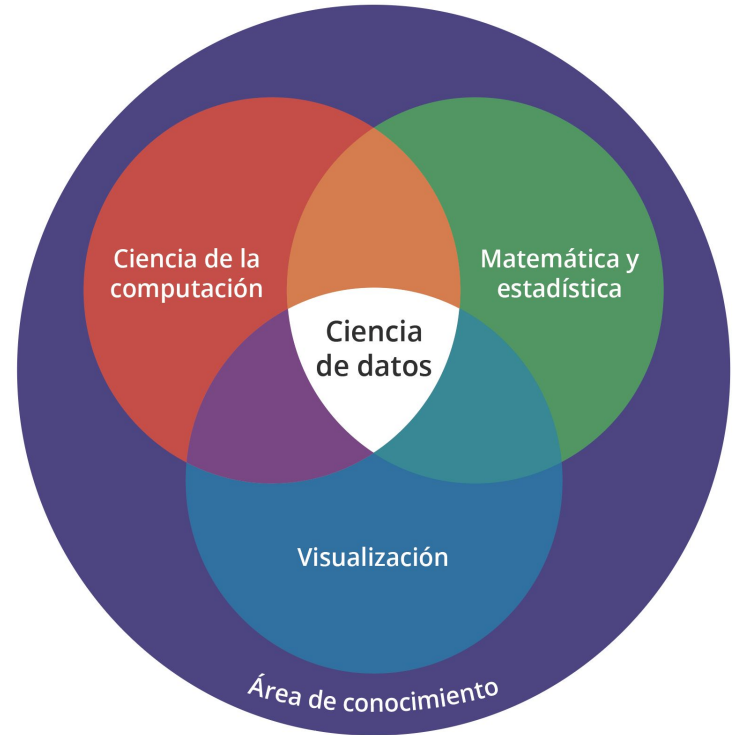 Ciencia de la
computación
Matemática y
estadística
Ciencia
de datos
Visualización
Área de conocimiento